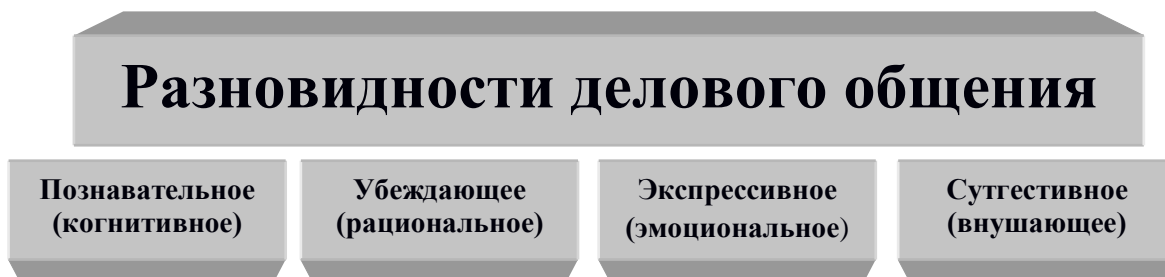 Разновидности делового общения
Познавательное
(когнитивное)
Убеждающее
(рациональное)
Экспрессивное
(эмоциональное)
Сутгестивное
(внушающее)